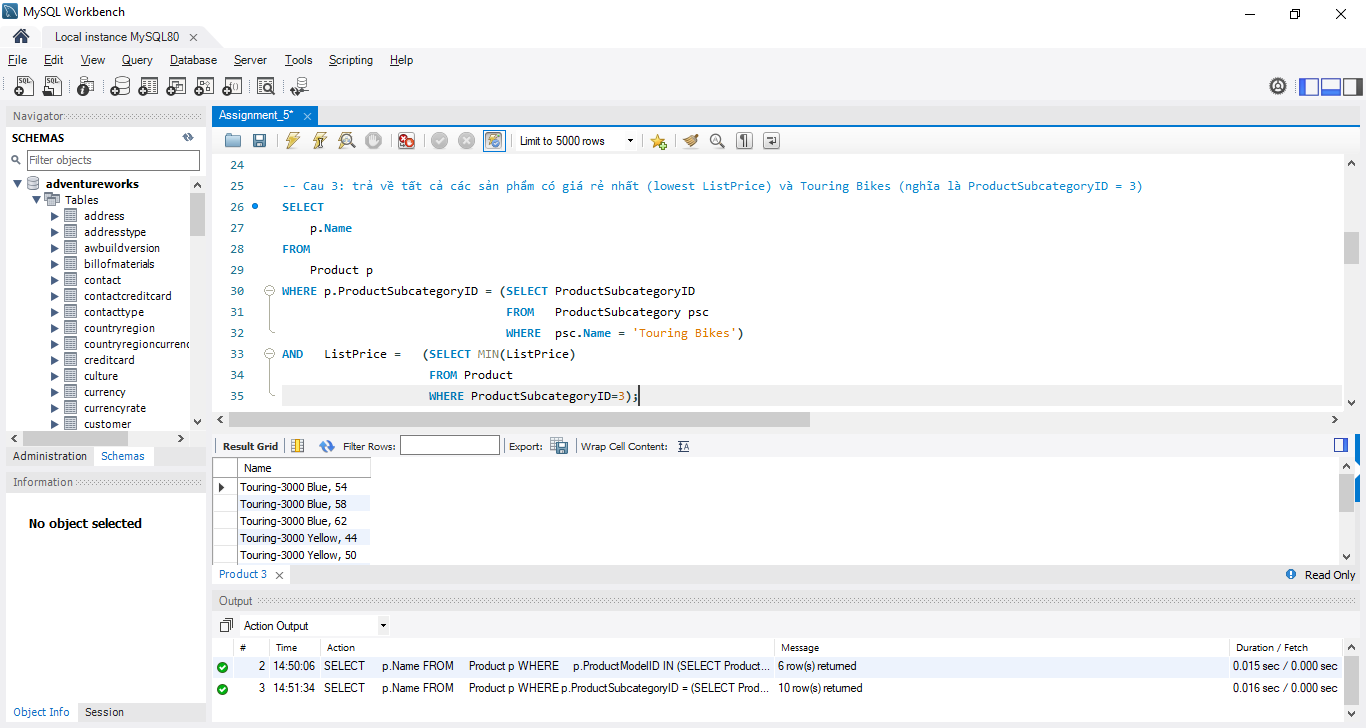 MySQL Workbench
Local instance MySQL80
File Edit View Query Database Server Tools Scripting Help
Navigator
SCHEMAS
Filter objects
adventureworks
Tables
address
addresstype
awbuildversion
billofmaterials
contact
contactcreditcard
contacttype
countryregion
countryregioncurrenc
creditcard
culture
currency
currencyrate
customer
Administration Schemas
Information
No object selected
Object Info Session
Assignment_5*
Limit to 5000 rows
24
25 -- Cau 3: trả về tất cả các sản phẩm có giá rẻ nhất (lowest ListPrice) và Touring Bikes (nghĩa là ProductSubcategoryID = 3)
26 SELECT
27 p.Name
28 FROM
29 Product p
30 WHERE p.ProductSubcategoryID = (SELECT ProductSubcategoryID
31 FROM ProductSubcategory psc
32 WHERE psc.Name = 'Touring Bikes')
33 AND ListPrice = (SELECT MIN(ListPrice)
34 FROM Product
35 WHERE ProductSubcategoryID=3);
Result Grid Filter Rows: Export: Wrap Cell Content:
Name
Touring-3000 Blue, 54
Touring-3000 Blue, 58
Touring-3000 Blue, 62
Touring-3000 Yellow, 44
Touring-3000 Yellow, 50
Product 3 Read Only
Output
Action Output
# Time Action Message Duration / Fetch
2 14:50:06 SELECT p.Name FROM Product p WHERE p.ProductModelID IN (SELECT Product... 6 row(s) returned 0.015 sec / 0.000 sec
3 14:51:34 SELECT p.Name FROM Product p WHERE p.ProductSubcategoryID = (SELECT Prod... 10 row(s) returned 0.016 sec / 0.000 sec